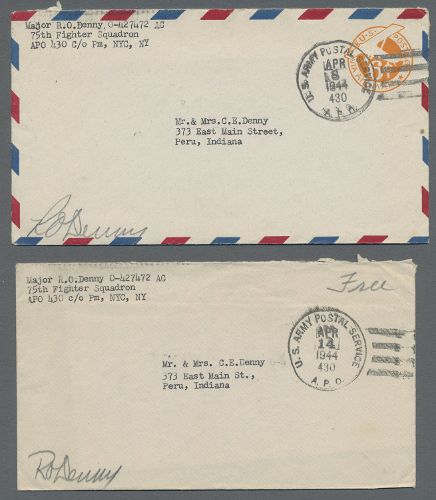 Major R.O.Denny, O-427472 AC
75th Fighter Squadron
APO 430 C/o Pm, NYC, NY
U.S. ARMY POSTAL SERVICE
APR
8
1944
430
A.P.O.
Mr.& Mrs.C.E.Denny
373 East Main Street,
Peru, Indiana
RODenny
Major R.O.Denny O-427472 AC
75th Fighter Squadron
APO 430 c/o Pm, NYC, NY
Free
U.S. ARMY POSTAL SERVICE
APR
14
1944
430
A.P.O.
Mr. & Mrs. C.E.Denny
373 East Main St.,
Peru, Indiana
RODenny